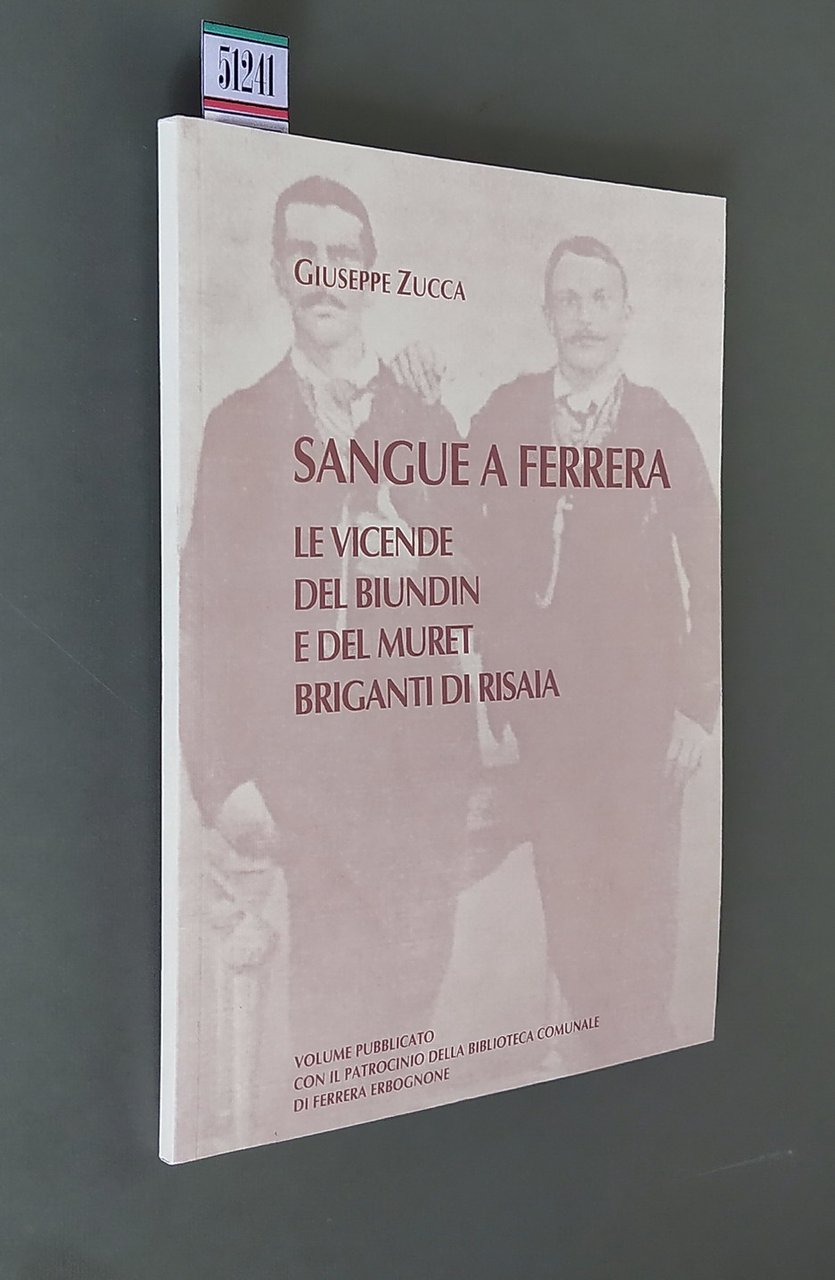 51241
GIUSEPPE ZUCCA
SANGUE A FERRERA
LE VICENDE
DEL BIUNDIN
E DEL MURET
BRIGANTI DI RISAIA
VOLUME PUBBLICATO
CON IL PATROCINIO DELLA BIBLIOTECA COMUNALE
DI FERRERA ERBOGNONE